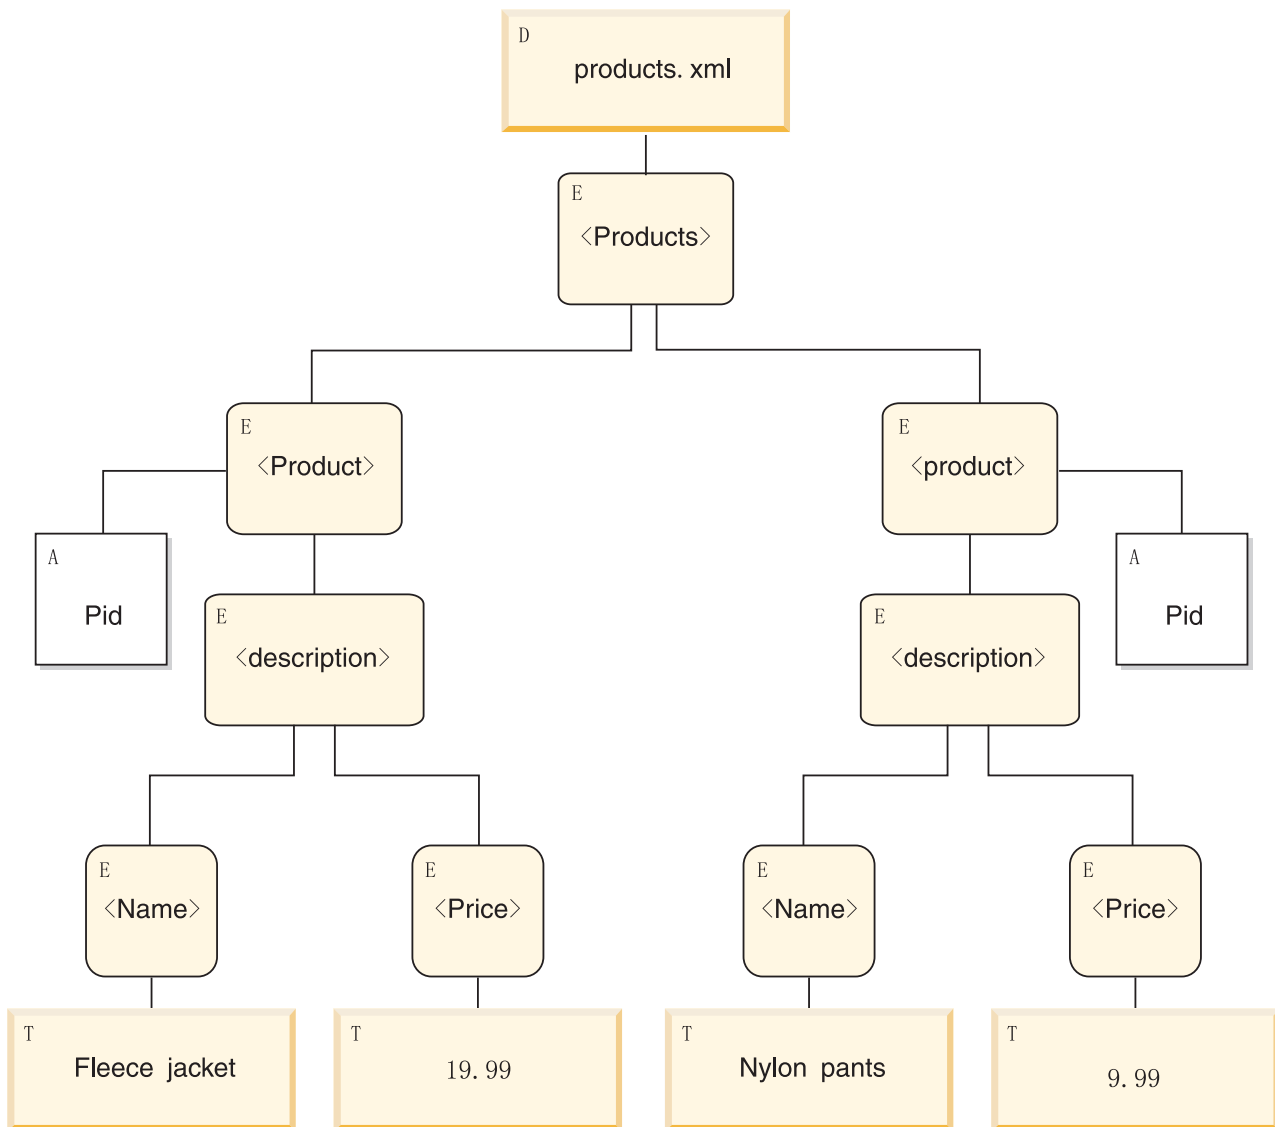 D
products. xml
E
<Products>
E
<Product>
E
<product>
A
Pid
A
Pid
E
<description>
E
<description>
E
<Name>
E
<Price>
E
<Name>
E
<Price>
T
Fleece jacket
T
19. 99
T
Nylon pants
T
9. 99